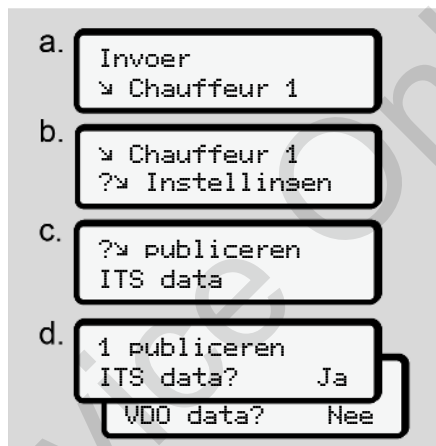 a.
Invoer
↘ Chauffeur 1
b.
↘ Chauffeur 1
?↘ Instellingen
c.
?↘ publiceren
ITS data
d.
1 publiceren
ITS data? Ja
VDO data? Nee